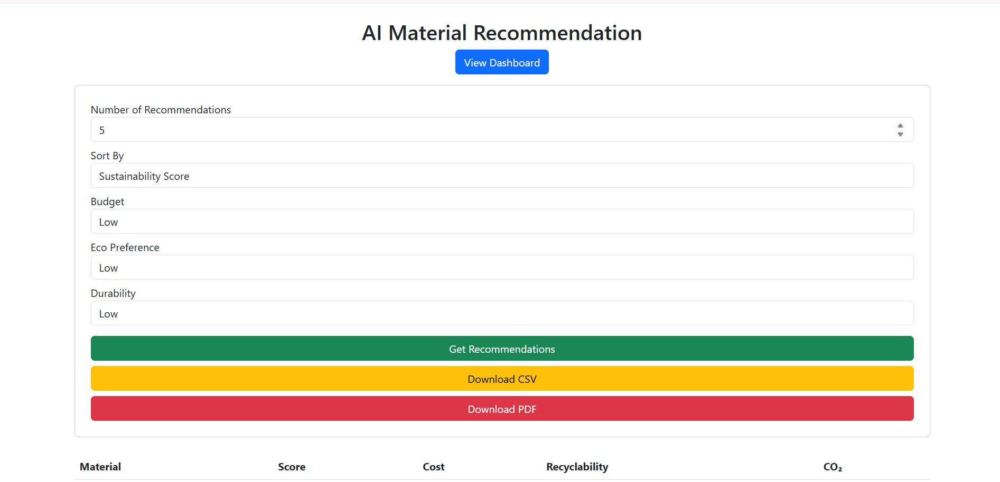 AI Material Recommendation
View Dashboard
Number of Recommendations
5
Sort By
Sustainability Score
Budget
Low
Eco Preference
Low
Durability
Low
Get Recommendations
Download CSV
Download PDF
Material Score Cost Recyclability CO₂